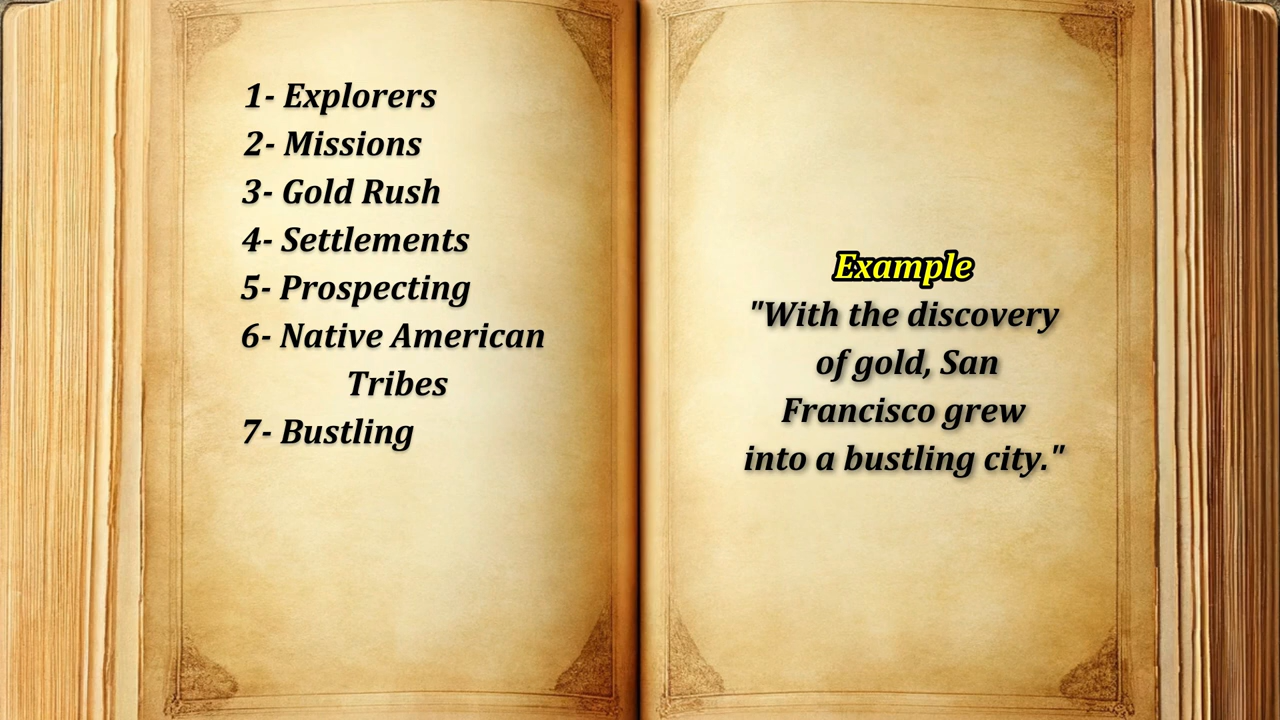 1- Explorers
2- Missions
3- Gold Rush
4- Settlements
5- Prospecting
6- Native American
Tribes
7- Bustling
Example
"With the discovery
of gold, San
Francisco grew
into a bustling city."